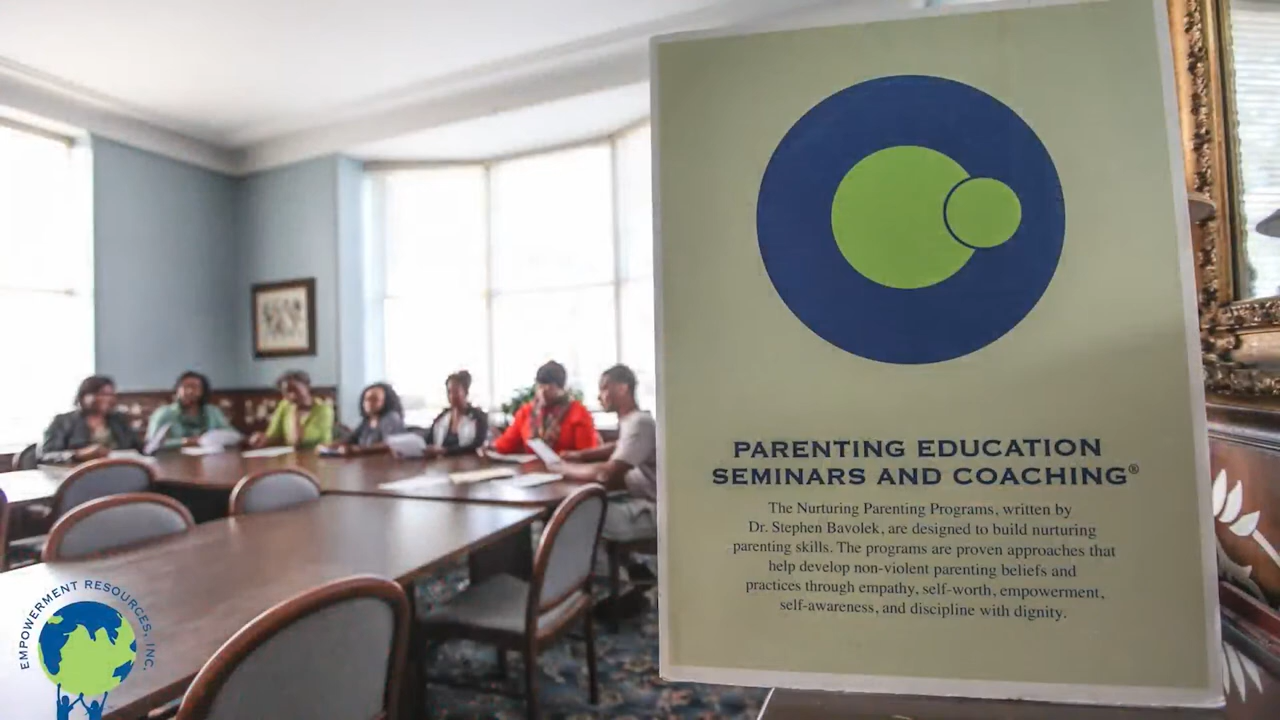 PARENTING EDUCATION
SEMINARS AND COACHING®
The Nurturing Parenting Programs, written by
Dr. Stephen Bavolek, are designed to build nurturing
parenting skills. The programs are proven approaches that
help develop non-violent parenting beliefs and
practices through empathy, self-worth, empowerment,
self-awareness, and discipline with dignity.
EMPOWERMENT RESOURCES, INC.